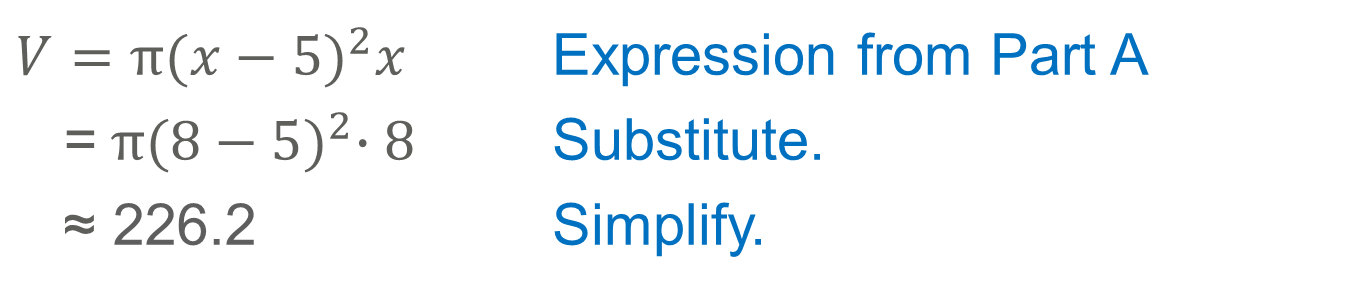 V = π(x − 5)²x Expression from Part A
= π(8 − 5)² · 8 Substitute.
≈ 226.2 Simplify.